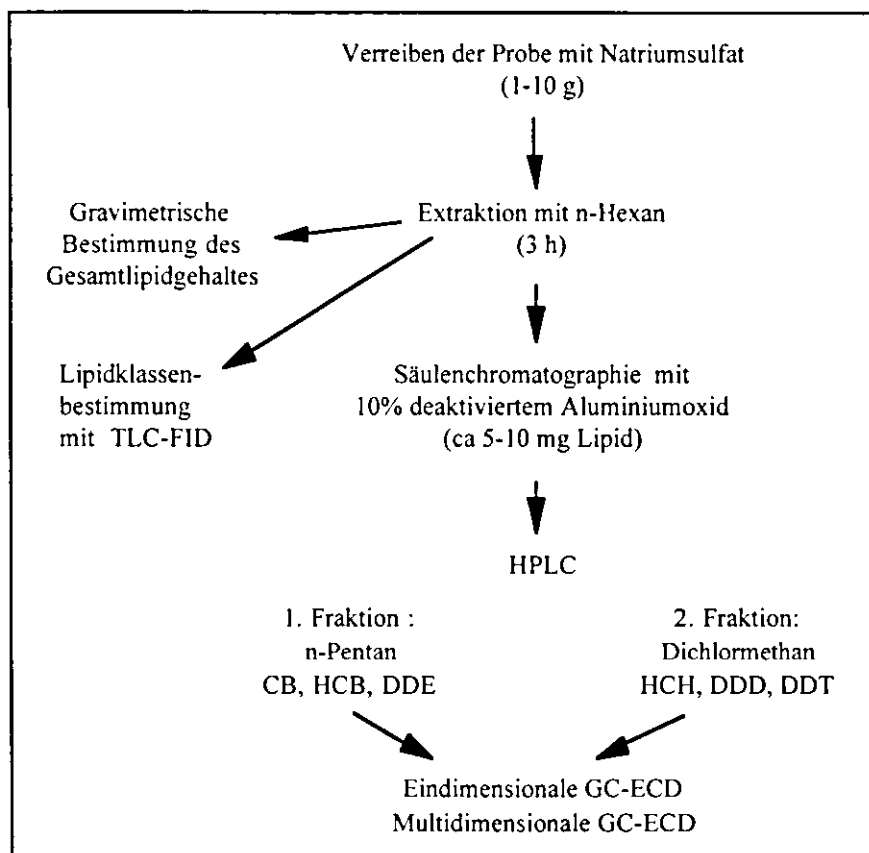 Verreiben der Probe mit Natriumsulfat
(1-10 g)
Gravimetrische
Bestimmung des
Gesamtlipidgehaltes
Extraktion mit n-Hexan
(3 h)
Lipidklassen-
bestimmung
mit TLC-FID
Säulenchromatographie mit
10% deaktiviertem Aluminiumoxid
(ca 5-10 mg Lipid)
HPLC
1. Fraktion :
n-Pentan
CB, HCB, DDE
2. Fraktion:
Dichlormethan
HCH, DDD, DDT
Eindimensionale GC-ECD
Multidimensionale GC-ECD